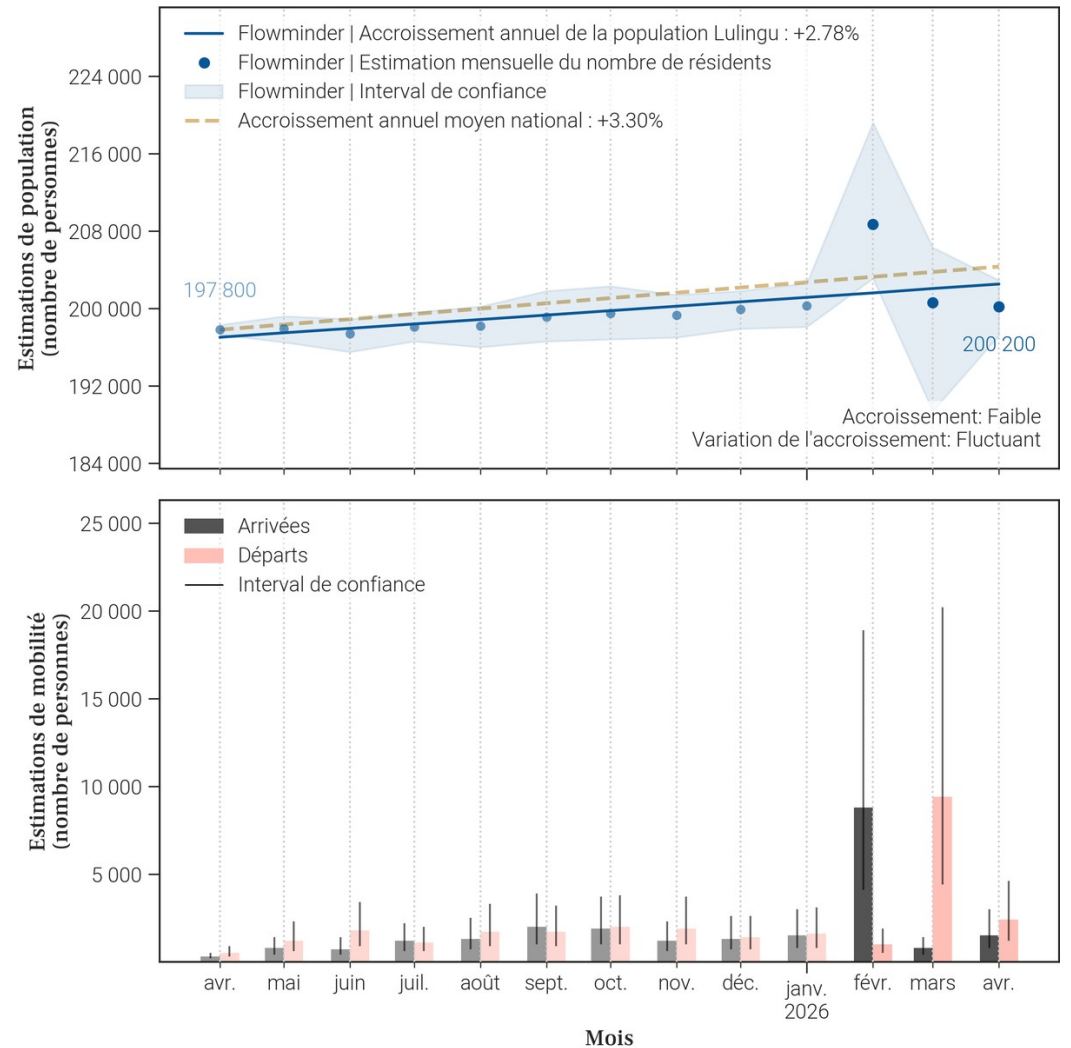 Flowminder | Accroissement annuel de la population Lulingu : +2.78%
Flowminder | Estimation mensuelle du nombre de résidents
Flowminder | Interval de confiance
Accroissement annuel moyen national : +3.30%
Estimations de population
(nombre de personnes)
224 000
216 000
208 000
200 000
192 000
184 000
197 800
200 200
Accroissement: Faible
Variation de l'accroissement: Fluctuant
Arrivées
Départs
Interval de confiance
Estimations de mobilité
(nombre de personnes)
25 000
20 000
15 000
10 000
5 000
avr. mai juin juil. août sept. oct. nov. déc. janv. févr. mars avr.
2026
Mois